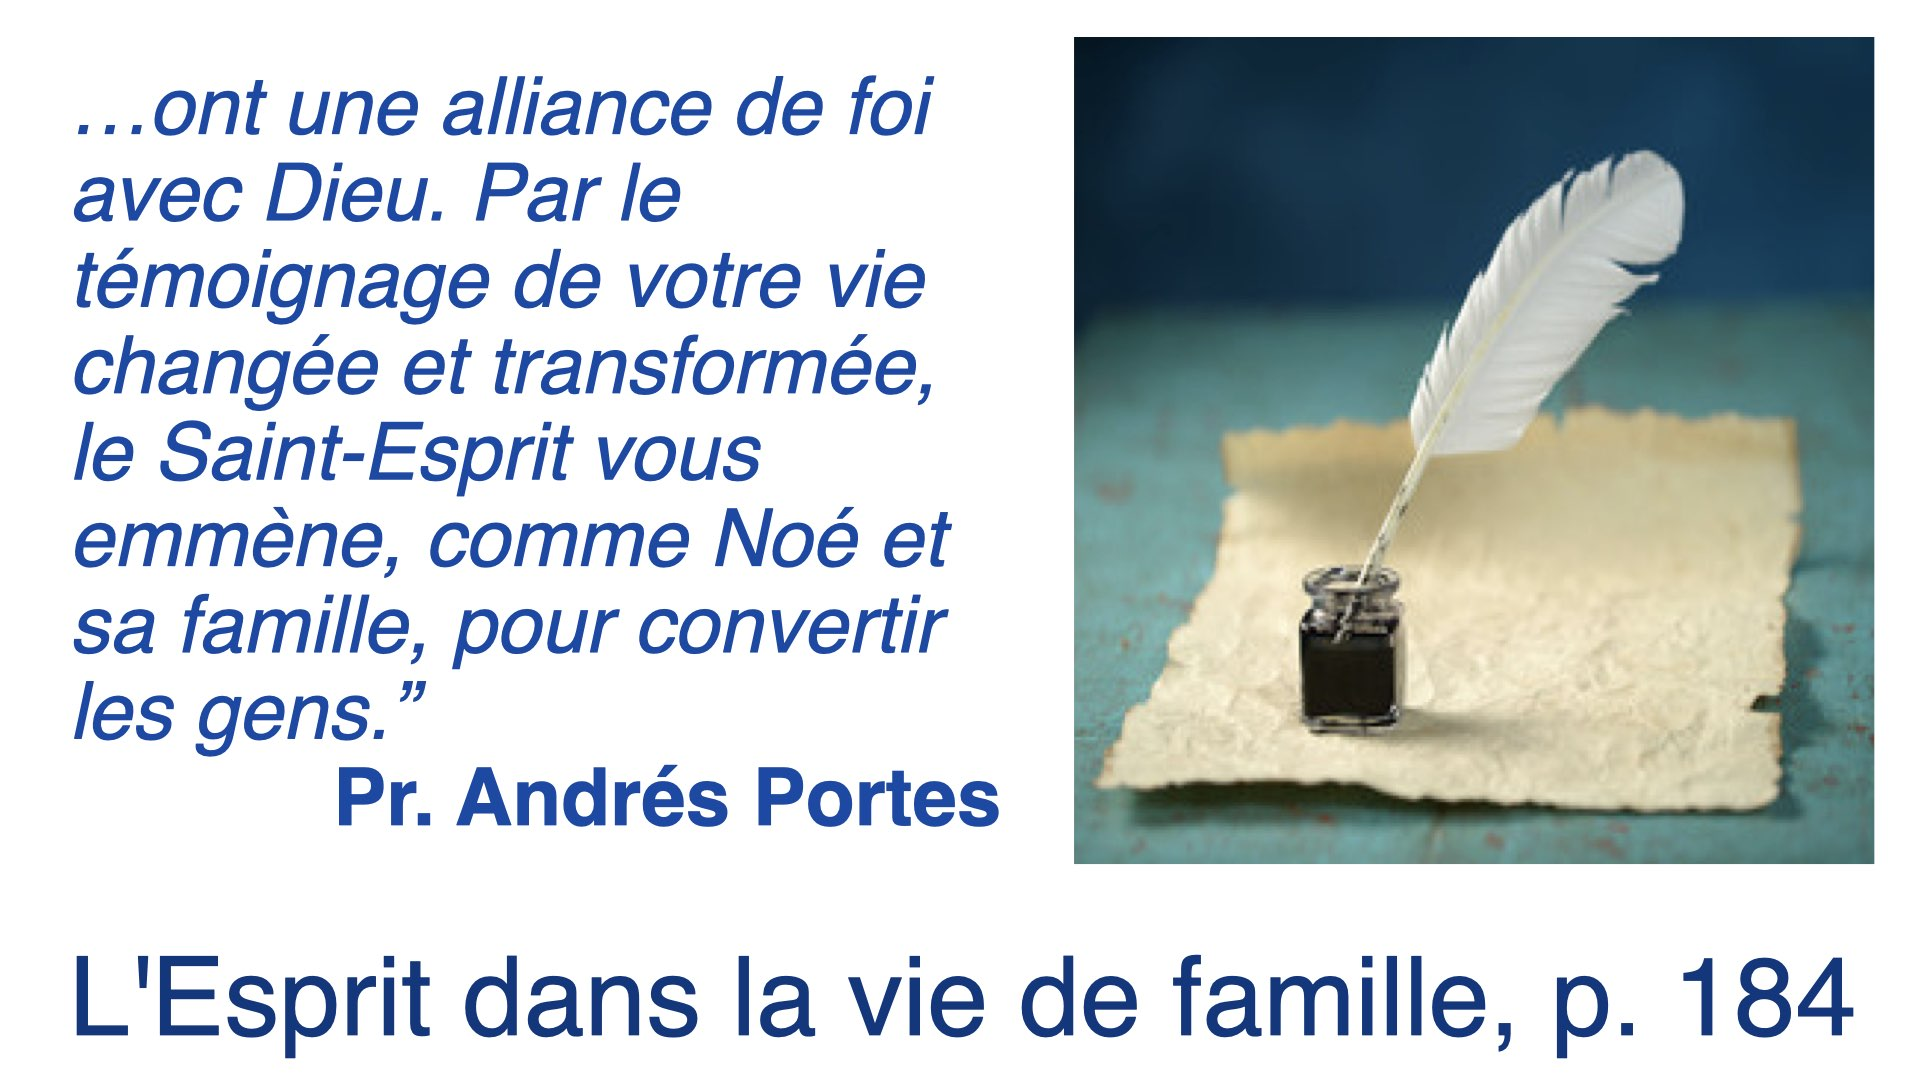 …ont une alliance de foi
avec Dieu. Par le
témoignage de votre vie
changée et transformée,
le Saint-Esprit vous
emmène, comme Noé et
sa famille, pour convertir
les gens.”
Pr. Andrés Portes
L'Esprit dans la vie de famille, p. 184